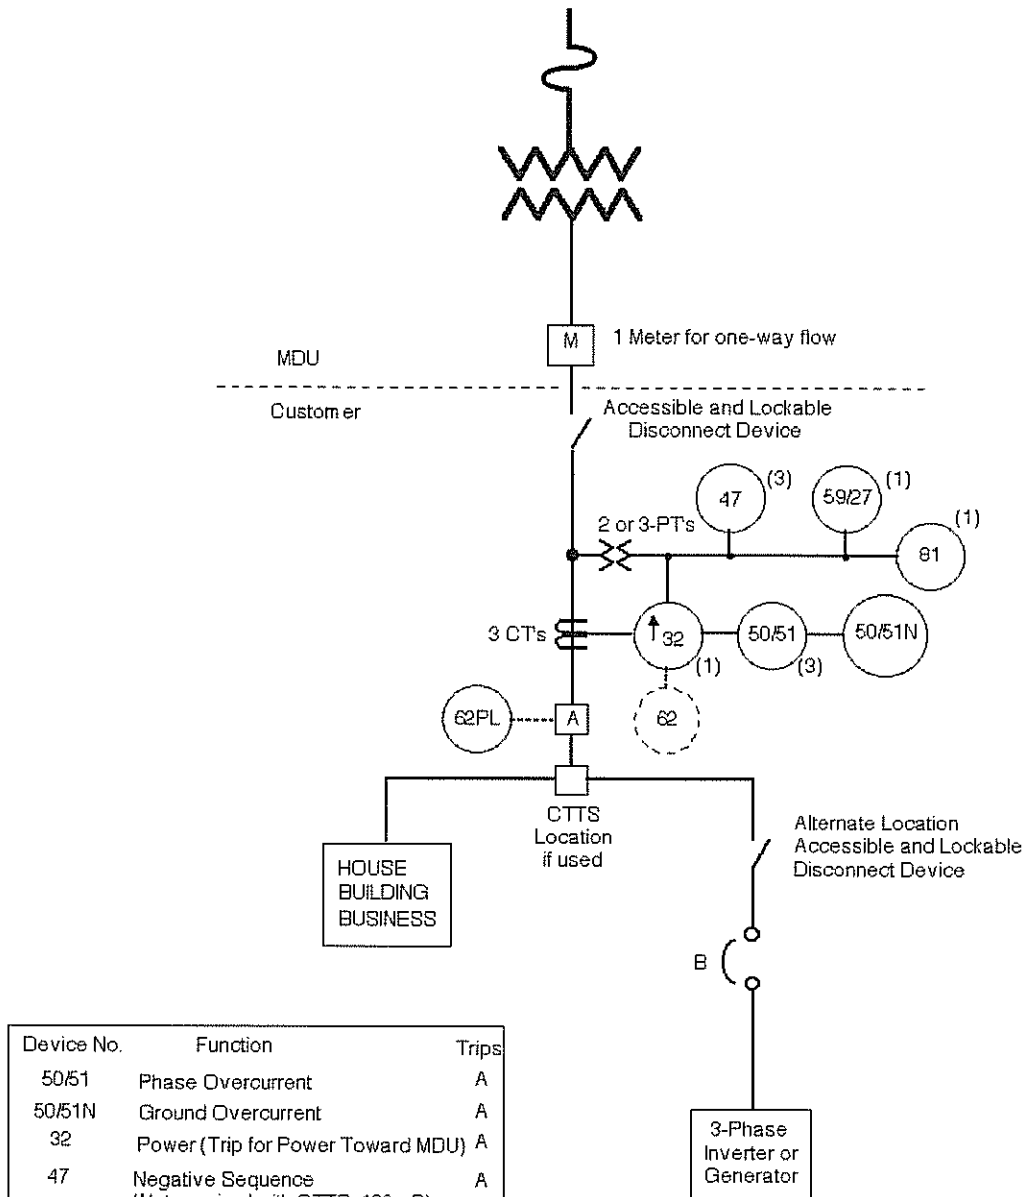 M
1 Meter for one-way flow
MDU
Customer
Accessible and Lockable
Disconnect Device
47
(3)
59/27
(1)
2 or 3-PT's
81
(1)
3 CT's
32
(1)
50/51
(3)
50/51N
62PL
A
62
CTTS
Location
if used
Alternate Location
Accessible and Lockable
Disconnect Device
HOUSE
BUILDING
BUSINESS
B
Device No. Function Trips
50/51 Phase Overcurrent A
50/51N Ground Overcurrent A
32 Power (Trip for Power Toward MDU) A
47 Negative Sequence A
3-Phase
Inverter or
Generator